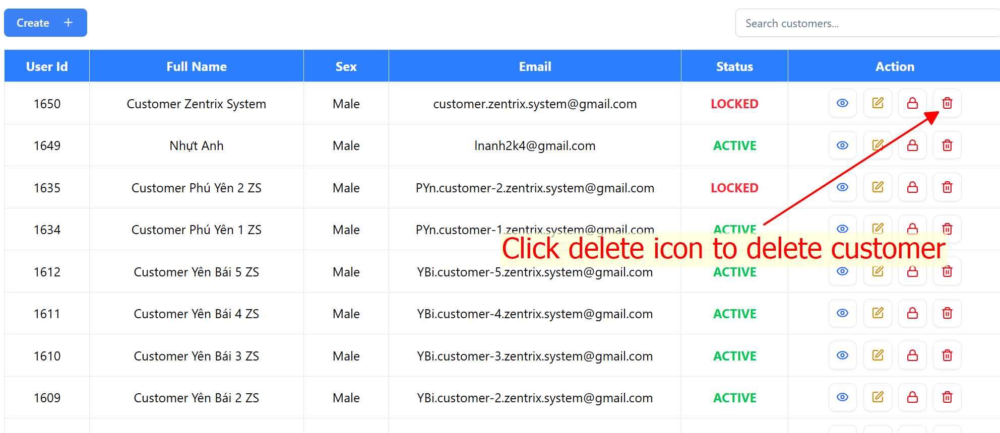 Create +
Search customers...
User Id Full Name Sex Email Status Action
1650 Customer Zentrix System Male customer.zentrix.system@gmail.com LOCKED
1649 Nhựt Anh Male lnanh2k4@gmail.com ACTIVE
1635 Customer Phú Yên 2 ZS Male PYn.customer-2.zentrix.system@gmail.com LOCKED
1634 Customer Phú Yên 1 ZS Male PYn.customer-1.zentrix.system@gmail.com ACTIVE
Click delete icon to delete customer
1612 Customer Yên Bái 5 ZS Male YBi.customer-5.zentrix.system@gmail.com ACTIVE
1611 Customer Yên Bái 4 ZS Male YBi.customer-4.zentrix.system@gmail.com ACTIVE
1610 Customer Yên Bái 3 ZS Male YBi.customer-3.zentrix.system@gmail.com ACTIVE
1609 Customer Yên Bái 2 ZS Male YBi.customer-2.zentrix.system@gmail.com ACTIVE